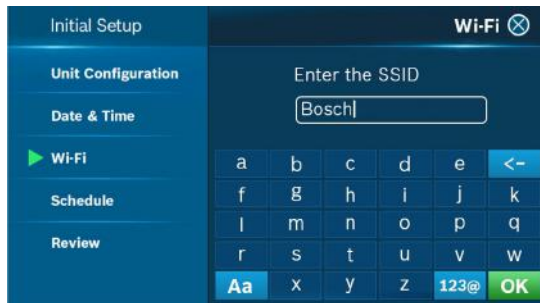 Initial Setup
Wi-Fi
Unit Configuration
Date & Time
Wi-Fi
Schedule
Review
Enter the SSID
Bosch
a b c d e <-
f g h i j k
l m n o p q
r s t u v w
Aa x y z 123@ OK